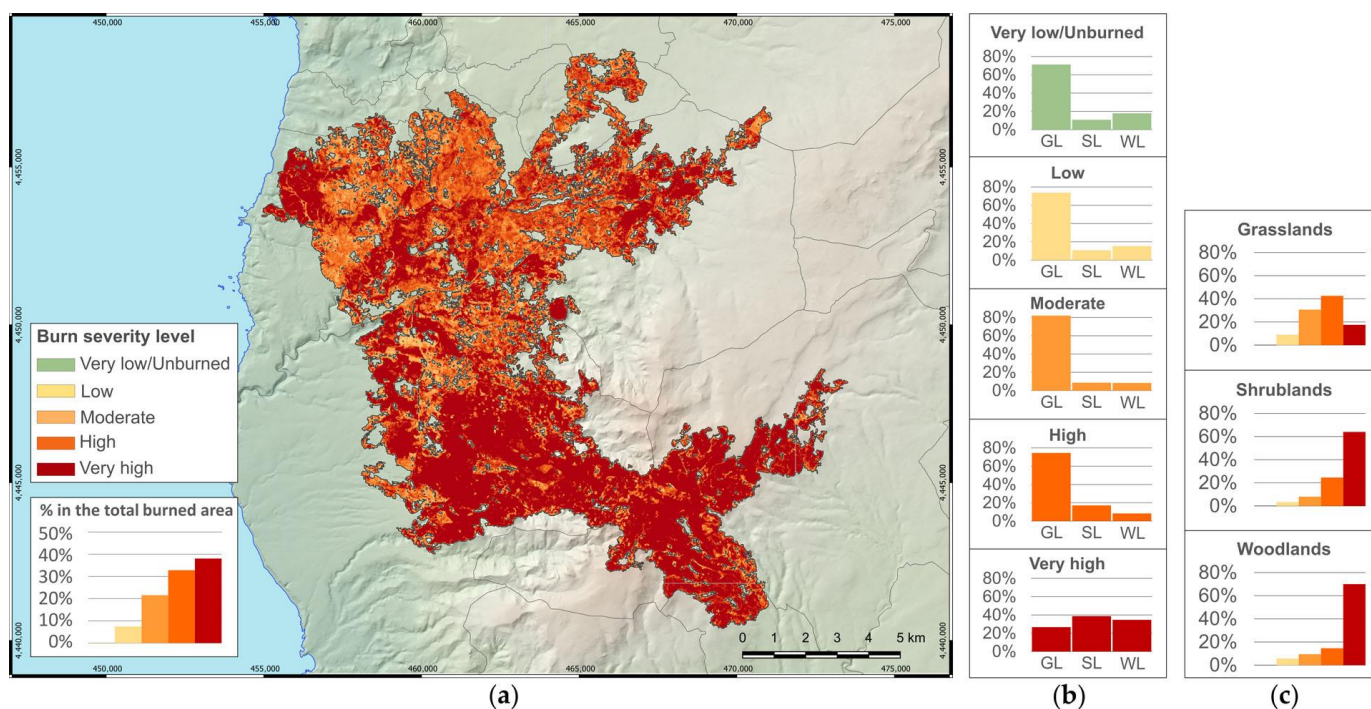 450,000 455,000 460,000 465,000 470,000 475,000
4,455,000
4,450,000
4,445,000
4,440,000
4,455,000
4,450,000
4,445,000
4,440,000
Burn severity level
Very low/Unburned
Low
Moderate
High
Very high
% in the total burned area
50%
40%
30%
20%
10%
0%
0 1 2 3 4 5 km
450,000 455,000 460,000 465,000 470,000 475,000
(a)
Very low/Unburned
80%
60%
40%
20%
0%
GL SL WL
Low
80%
60%
40%
20%
0%
GL SL WL
Moderate
80%
60%
40%
20%
0%
GL SL WL
High
80%
60%
40%
20%
0%
GL SL WL
Very high
80%
60%
40%
20%
0%
GL SL WL
(b)
Grasslands
80%
60%
40%
20%
0%
Shrublands
80%
60%
40%
20%
0%
Woodlands
80%
60%
40%
20%
0%
(c)